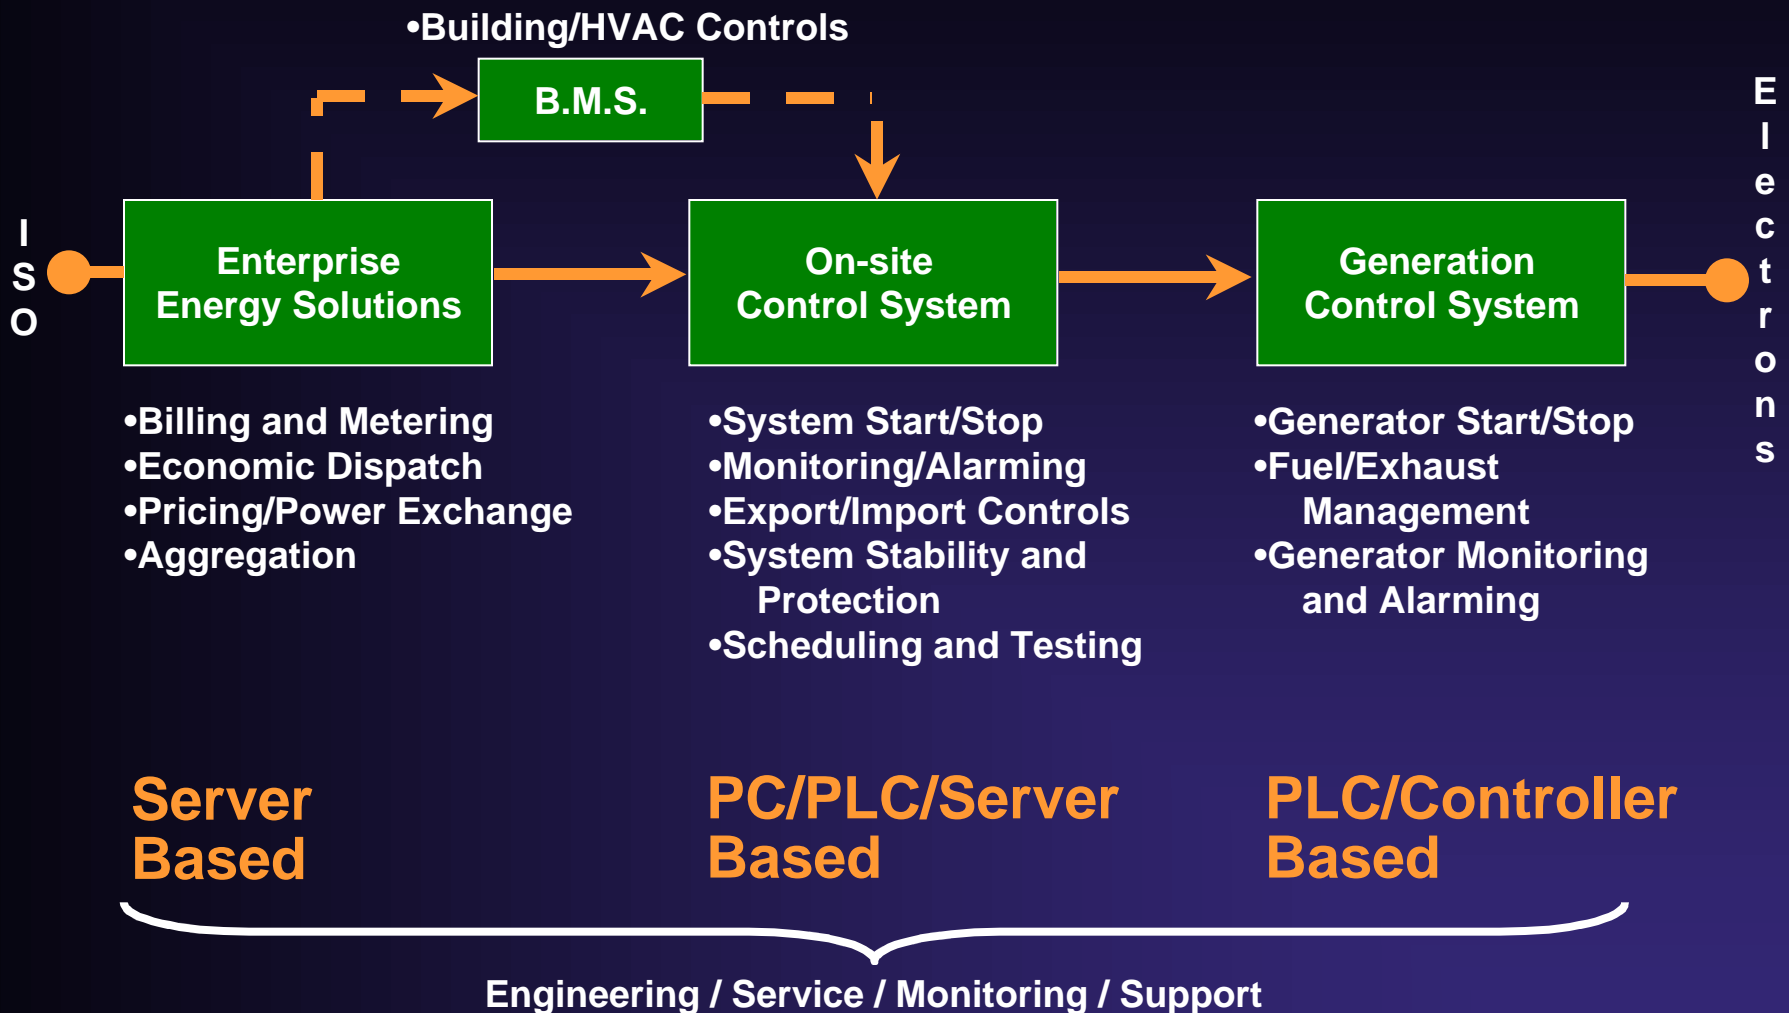 •Building/HVAC Controls
B.M.S.
ISO
Enterprise
Energy Solutions
On-site
Control System
Generation
Control System
Electrons
•Billing and Metering
•Economic Dispatch
•Pricing/Power Exchange
•Aggregation
•System Start/Stop
•Monitoring/Alarming
•Export/Import Controls
•System Stability and
Protection
•Scheduling and Testing
•Generator Start/Stop
•Fuel/Exhaust
Management
•Generator Monitoring
and Alarming
Server
Based
PC/PLC/Server
Based
PLC/Controller
Based
Engineering / Service / Monitoring / Support